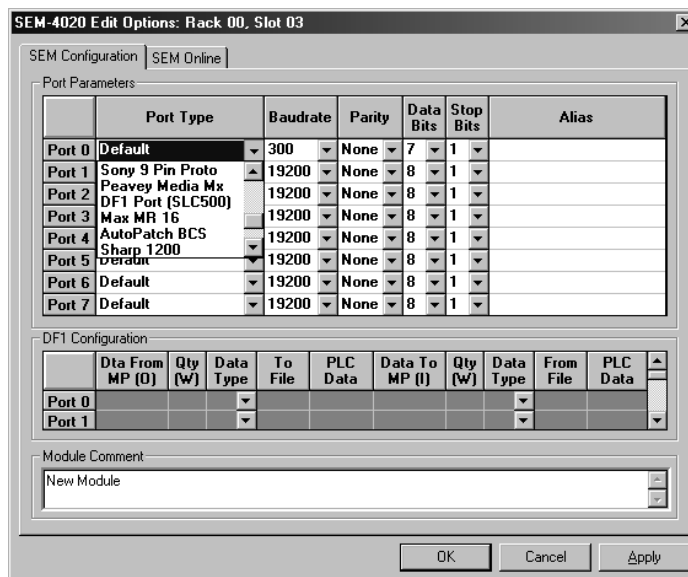 SEM-4020 Edit Options: Rack 00, Slot 03
SEM Configuration SEM Online
Port Parameters
Port Type Baudrate Parity Data Bits Stop Bits Alias
Port 0 Default 300 None 7 1
Port 1 Sony 9 Pin Proto 19200 None 8 1
Port 2 Peavey Media Mx 19200 None 8 1
DF1 Port (SLC500)
Port 3 Max MR 16 19200 None 8 1
Port 4 AutoPatch BCS 19200 None 8 1
Sharp 1200
Port 5 Default 19200 None 8 1
Port 6 Default 19200 None 8 1
Port 7 Default 19200 None 8 1
DF1 Configuration
Dta From MP (O) Qty (W) Data Type To File PLC Data Data To MP (I) Qty (W) Data Type From File PLC Data
Port 0
Port 1
Module Comment
New Module
OK Cancel Apply